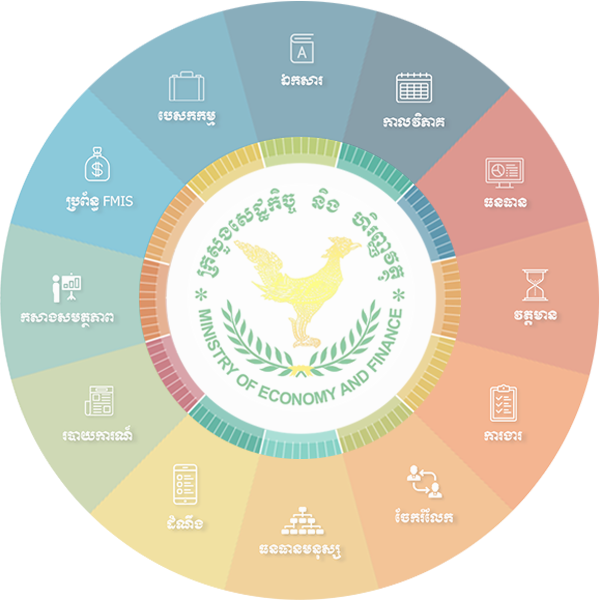 ឯកសារ
កាលវិភាគ
ធនធាន
វត្តមាន
ការងារ
ចែករំលែក
ធនធានមនុស្ស
ដំណឹង
របាយការណ៍
កសាងសមត្ថភាព
ប្រព័ន្ធ FMIS
បេសកកម្ម
ក្រសួងសេដ្ឋកិច្ច និង ហិរញ្ញវត្ថុ
MINISTRY OF ECONOMY AND FINANCE
A